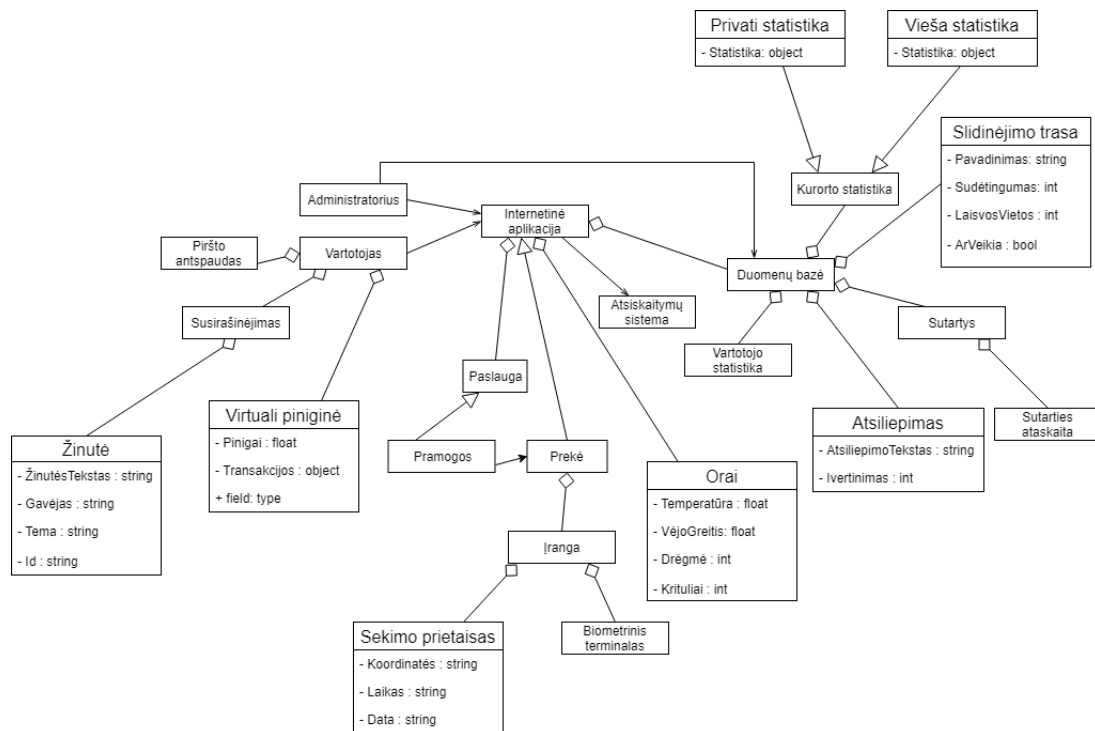 Privati statistika
- Statistika: object
Vieša statistika
- Statistika: object
Slidinėjimo trasa
- Pavadinimas: string
- Sudėtingumas: int
- LaisvosVietos : int
- ArVeikia : bool
Kurorto statistika
Administratorius
Internetinė
aplikacija
Piršto
antspaudas
Vartotojas
Duomenų bazė
Atsiskaitymų
sistema
Susirašinėjimas
Sutartys
Vartotojo
statistika
Paslauga
Virtuali piniginė
- Pinigai : float
- Transakcijos : object
+ field: type
Atsiliepimas
- AtsiliepimoTekstas : string
- Ivertinimas : int
Sutarties
ataskaita
Žinutė
- ŽinutėsTekstas : string
- Gavėjas : string
- Tema : string
- Id : string
Pramogos
Prekė
Orai
- Temperatūra : float
- VėjoGreitis: float
- Drėgmė : int
- Krituliai : int
Įranga
Sekimo prietaisas
- Koordinatės : string
- Laikas : string
- Data : string
Biometrinis
terminalas